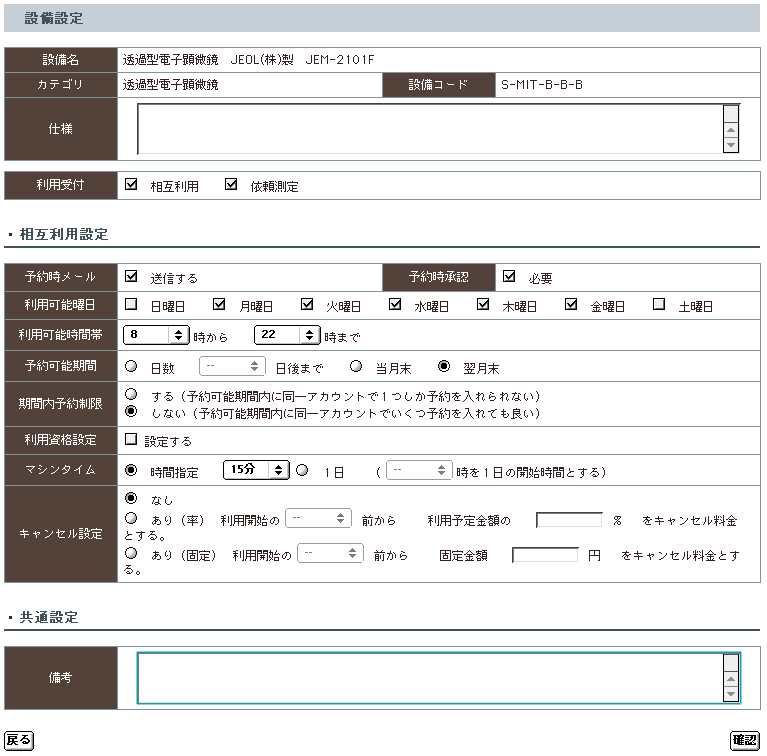 設備設定
設備名 透過型電子顕微鏡 JEOL(株)製 JEM-2101F
カテゴリ 透過型電子顕微鏡 設備コード S-MIT-B-B-B
仕様
利用受付 相互利用 依頼測定
・相互利用設定
予約時メール 送信する 予約時承認 必要
利用可能曜日 日曜日 月曜日 火曜日 水曜日 木曜日 金曜日 土曜日
利用可能時間帯 8 時から 22 時まで
予約可能期間 日数 -- 日後まで 当月末 翌月末
期間内予約制限 する（予約可能期間内に同一アカウントで１つしか予約を入れられない）
しない（予約可能期間内に同一アカウントでいくつ予約を入れても良い）
利用資格設定 設定する
マシンタイム 時間指定 15分 １日 （ -- 時を１日の開始時間とする）
キャンセル設定 なし
あり（率） 利用開始の -- 前から 利用予定金額の % をキャンセル料金
とする。
あり（固定） 利用開始の -- 前から 固定金額 円 をキャンセル料金とす
る。
・共通設定
備考
戻る 確認